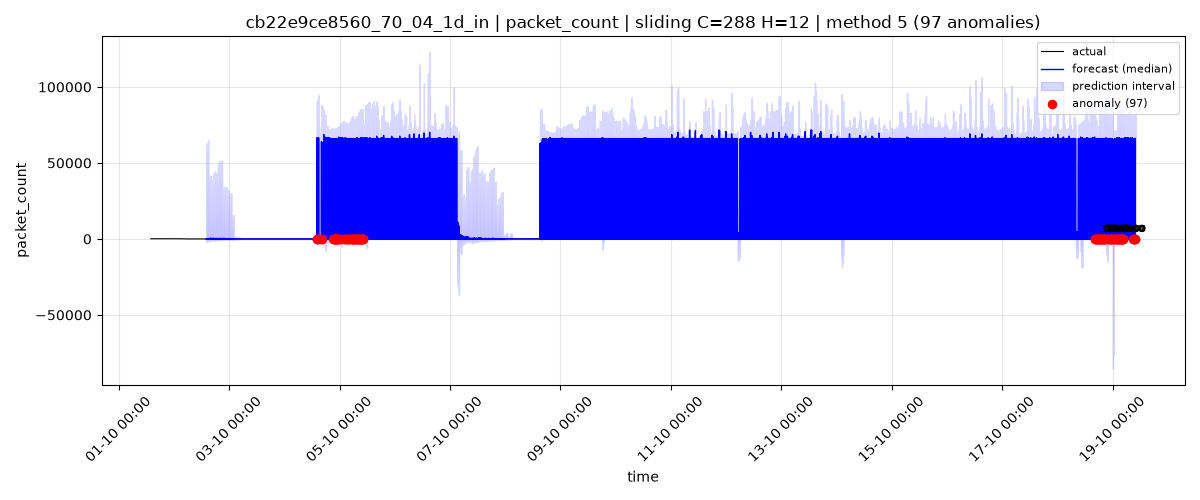 cb22e9ce8560_70_04_1d_in | packet_count | sliding C=288 H=12 | method 5 (97 anomalies)
actual
forecast (median)
prediction interval
anomaly (97)
packet_count
100000
50000
0
−50000
01-10 00:00
03-10 00:00
05-10 00:00
07-10 00:00
09-10 00:00
11-10 00:00
13-10 00:00
15-10 00:00
17-10 00:00
19-10 00:00
time